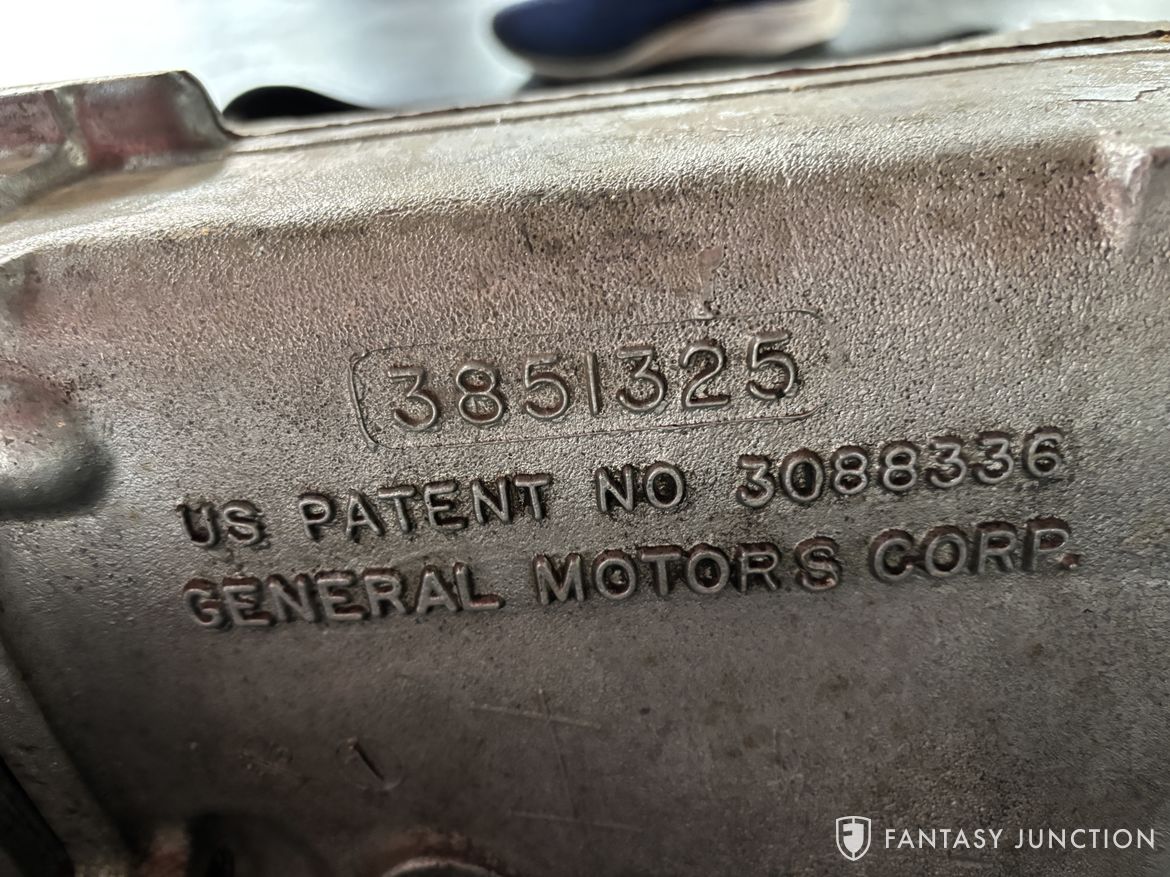 3851325
US PATENT NO 3088336
GENERAL MOTORS CORP.
FANTASY JUNCTION